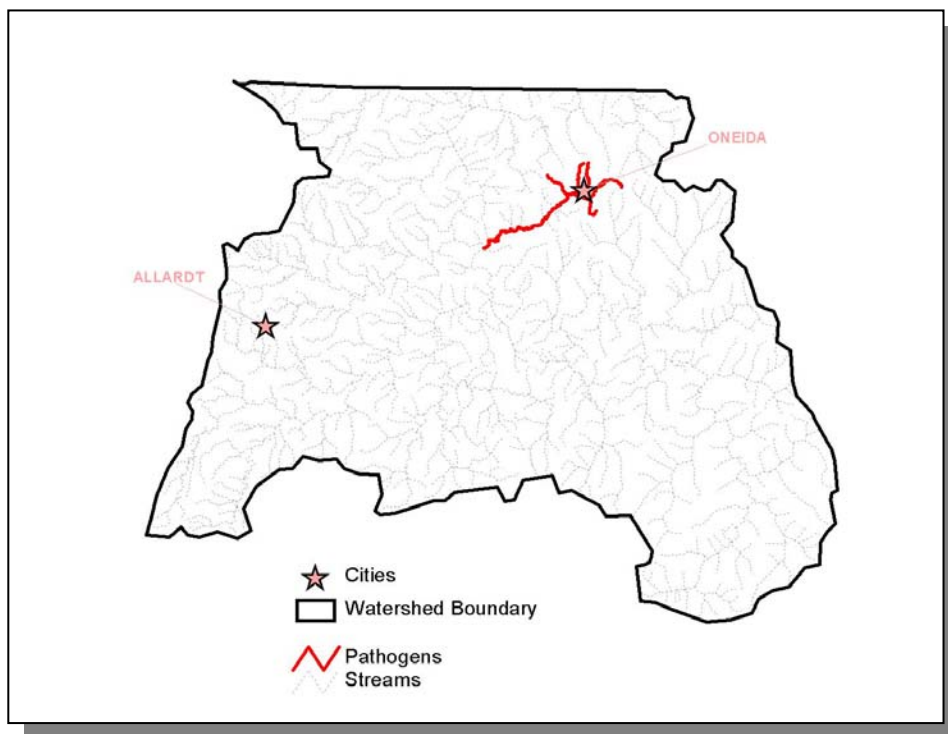 ONEIDA
ALLARDT
Cities
Watershed Boundary
Pathogens
Streams